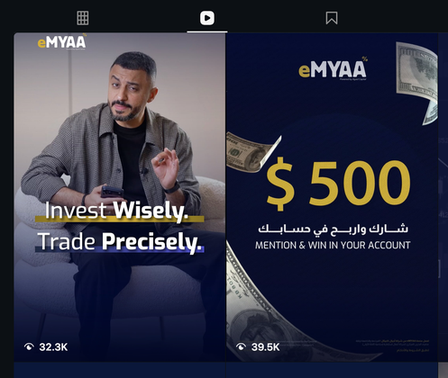 eMYAA
Invest Wisely.
Trade Precisely.
32.3K
eMYAA
$ 500
شارك واربح في حسابك
MENTION & WIN IN YOUR ACCOUNT
39.5K